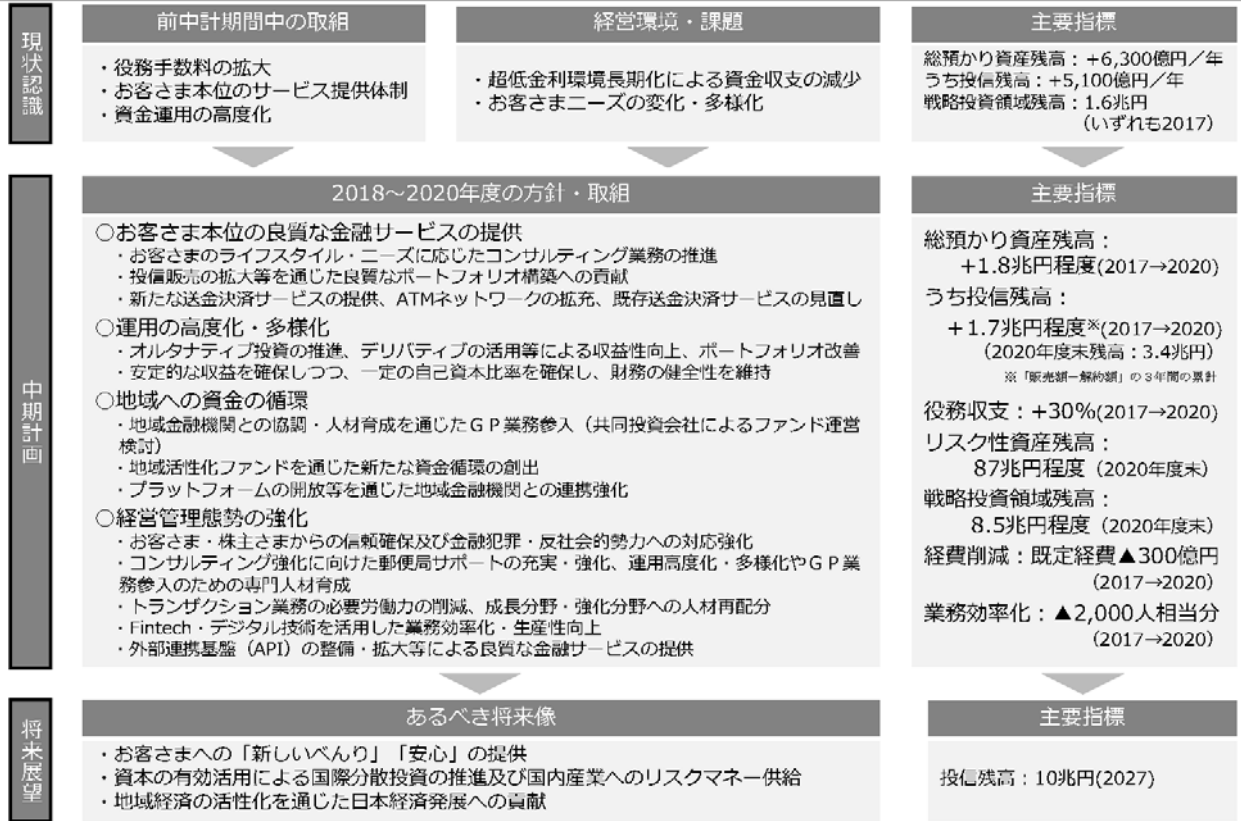 現状認識
前中計期間中の取組
・役務手数料の拡大
・お客さま本位のサービス提供体制
・資金運用の高度化
経営環境・課題
・超低金利環境長期化による資金収支の減少
・お客さまニーズの変化・多様化
主要指標
総預かり資産残高：+6,300億円／年
うち投信残高：+5,100億円／年
戦略投資領域残高：1.6兆円
（いずれも2017）
中期計画
2018～2020年度の方針・取組
○お客さま本位の良質な金融サービスの提供
・お客さまのライフスタイル・ニーズに応じたコンサルティング業務の推進
・投信販売の拡大等を通じた良質なポートフォリオ構築への貢献
・新たな送金決済サービスの提供、ATMネットワークの拡充、既存送金決済サービスの見直し
○運用の高度化・多様化
・オルタナティブ投資の推進、デリバティブの活用等による収益性向上、ポートフォリオ改善
・安定的な収益を確保しつつ、一定の自己資本比率を確保し、財務の健全性を維持
○地域への資金の循環
・地域金融機関との協調・人材育成を通じたＧＰ業務参入（共同投資会社によるファンド運営
検討）
・地域活性化ファンドを通じた新たな資金循環の創出
・プラットフォームの開放等を通じた地域金融機関との連携強化
○経営管理態勢の強化
・お客さま・株主さまからの信頼確保及び金融犯罪・反社会的勢力への対応強化
・コンサルティング強化に向けた郵便局サポートの充実・強化、運用高度化・多様化やＧＰ業
務参入のための専門人材育成
・トランザクション業務の必要労働力の削減、成長分野・強化分野への人材再配分
・Fintech・デジタル技術を活用した業務効率化・生産性向上
・外部連携基盤（API）の整備・拡大等による良質な金融サービスの提供
主要指標
総預かり資産残高：
+1.8兆円程度(2017→2020)
うち投信残高：
＋1.7兆円程度※(2017→2020)
（2020年度末残高：3.4兆円）
※「販売額－解約額」の３年間の累計
役務収支：+30%(2017→2020)
リスク性資産残高：
87兆円程度（2020年度末）
戦略投資領域残高：
8.5兆円程度（2020年度末）
経費削減：既定経費▲300億円
(2017→2020)
業務効率化：▲2,000人相当分
(2017→2020)
将来展望
あるべき将来像
・お客さまへの「新しいべんり」「安心」の提供
・資本の有効活用による国際分散投資の推進及び国内産業へのリスクマネー供給
・地域経済の活性化を通じた日本経済発展への貢献
主要指標
投信残高：10兆円(2027)